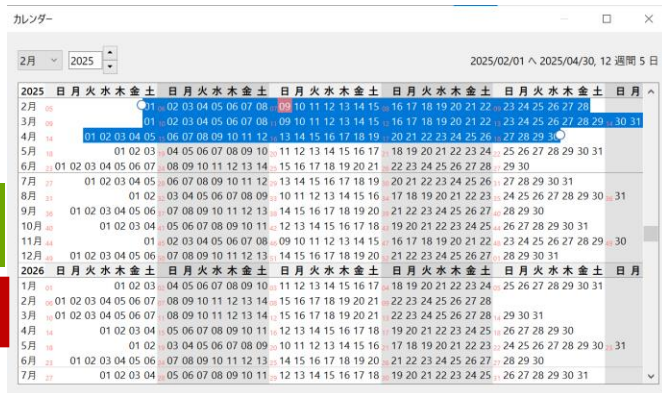 カレンダー
2月 2025 2025/02/01 へ 2025/04/30, 12 週間 5 日
2025 日 月 火 水 木 金 土 日 月 火 水 木 金 土 日 月 火 水 木 金 土 日 月 火 水 木 金 土 日 月 火 水 木 金 土 日 月
2月 01 02 03 04 05 06 07 08 09 10 11 12 13 14 15 16 17 18 19 20 21 22 23 24 25 26 27 28
3月 01 02 03 04 05 06 07 08 09 10 11 12 13 14 15 16 17 18 19 20 21 22 23 24 25 26 27 28 29 30 31
4月 01 02 03 04 05 06 07 08 09 10 11 12 13 14 15 16 17 18 19 20 21 22 23 24 25 26 27 28 29 30
5月 01 02 03 04 05 06 07 08 09 10 11 12 13 14 15 16 17 18 19 20 21 22 23 24 25 26 27 28 29 30 31
6月 01 02 03 04 05 06 07 08 09 10 11 12 13 14 15 16 17 18 19 20 21 22 23 24 25 26 27 28 29 30
7月 01 02 03 04 05 06 07 08 09 10 11 12 13 14 15 16 17 18 19 20 21 22 23 24 25 26 27 28 29 30 31
8月 01 02 03 04 05 06 07 08 09 10 11 12 13 14 15 16 17 18 19 20 21 22 23 24 25 26 27 28 29 30 31
9月 01 02 03 04 05 06 07 08 09 10 11 12 13 14 15 16 17 18 19 20 21 22 23 24 25 26 27 28 29 30
10月 01 02 03 04 05 06 07 08 09 10 11 12 13 14 15 16 17 18 19 20 21 22 23 24 25 26 27 28 29 30 31
11月 01 02 03 04 05 06 07 08 09 10 11 12 13 14 15 16 17 18 19 20 21 22 23 24 25 26 27 28 29 30
12月 01 02 03 04 05 06 07 08 09 10 11 12 13 14 15 16 17 18 19 20 21 22 23 24 25 26 27 28 29 30 31
2026 日 月 火 水 木 金 土 日 月 火 水 木 金 土 日 月 火 水 木 金 土 日 月 火 水 木 金 土 日 月 火 水 木 金 土 日 月
1月 01 02 03 04 05 06 07 08 09 10 11 12 13 14 15 16 17 18 19 20 21 22 23 24 25 26 27 28 29 30 31
2月 01 02 03 04 05 06 07 08 09 10 11 12 13 14 15 16 17 18 19 20 21 22 23 24 25 26 27 28
3月 01 02 03 04 05 06 07 08 09 10 11 12 13 14 15 16 17 18 19 20 21 22 23 24 25 26 27 28 29 30 31
4月 01 02 03 04 05 06 07 08 09 10 11 12 13 14 15 16 17 18 19 20 21 22 23 24 25 26 27 28 29 30
5月 01 02 03 04 05 06 07 08 09 10 11 12 13 14 15 16 17 18 19 20 21 22 23 24 25 26 27 28 29 30 31
6月 01 02 03 04 05 06 07 08 09 10 11 12 13 14 15 16 17 18 19 20 21 22 23 24 25 26 27 28 29 30
7月 01 02 03 04 05 06 07 08 09 10 11 12 13 14 15 16 17 18 19 20 21 22 23 24 25 26 27 28 29 30 31